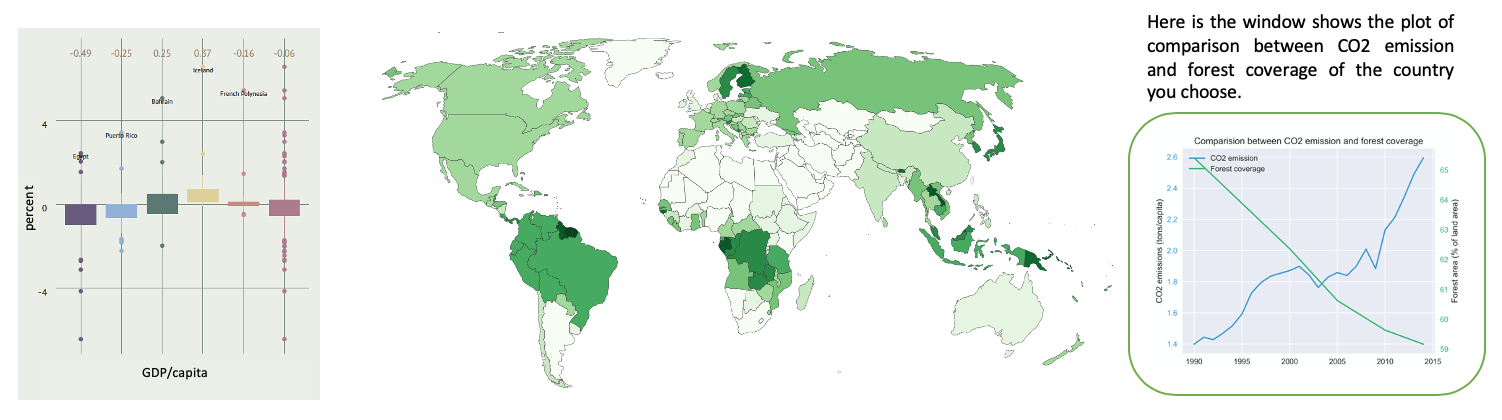 -0.49 -0.25 0.25 0.67 -0.16 -0.06
Iceland
French Polynesia
Bahrain
4
Puerto Rico
Egypt
percent
0
-4
GDP/capita
Here is the window shows the plot of
comparison between CO2 emission
and forest coverage of the country
you choose.
Comparision between CO2 emission and forest coverage
CO2 emission
Forest coverage
CO2 emissions (tons/capita)
2.6
2.4
2.2
2.0
1.8
1.6
1.4
65
64
63
62
61
60
59
Forest area (% of land area)
1990 1995 2000 2005 2010 2015